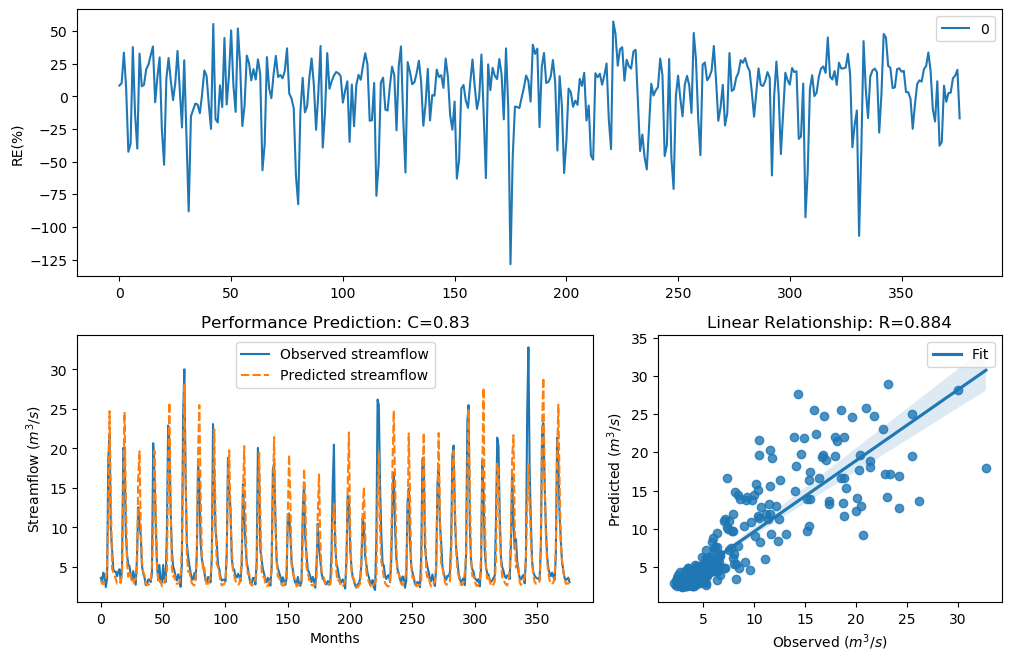 0
RE(%)
50
25
0
−25
−50
−75
−100
−125
0 50 100 150 200 250 300 350
Performance Prediction: C=0.83
Observed streamflow
Predicted streamflow
Streamflow (m³/s)
30
25
20
15
10
5
0 50 100 150 200 250 300 350
Months
Linear Relationship: R=0.884
Fit
Predicted (m³/s)
35
30
25
20
15
10
5
5 10 15 20 25 30
Observed (m³/s)